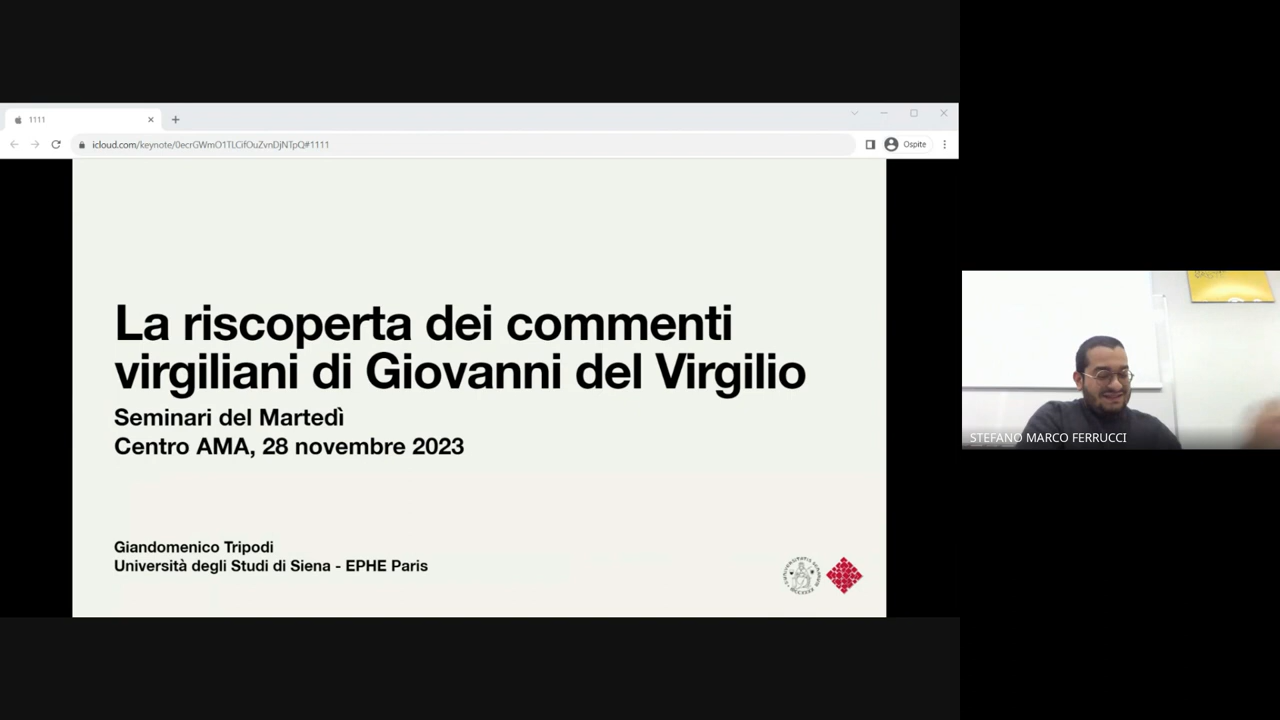 1111
icloud.com/keynote/0ecrGWmO1TLCifOuZvnDjNTpQ#1111
Ospite
La riscoperta dei commenti
virgiliani di Giovanni del Virgilio
Seminari del Martedì
Centro AMA, 28 novembre 2023
Giandomenico Tripodi
Università degli Studi di Siena - EPHE Paris
STEFANO MARCO FERRUCCI